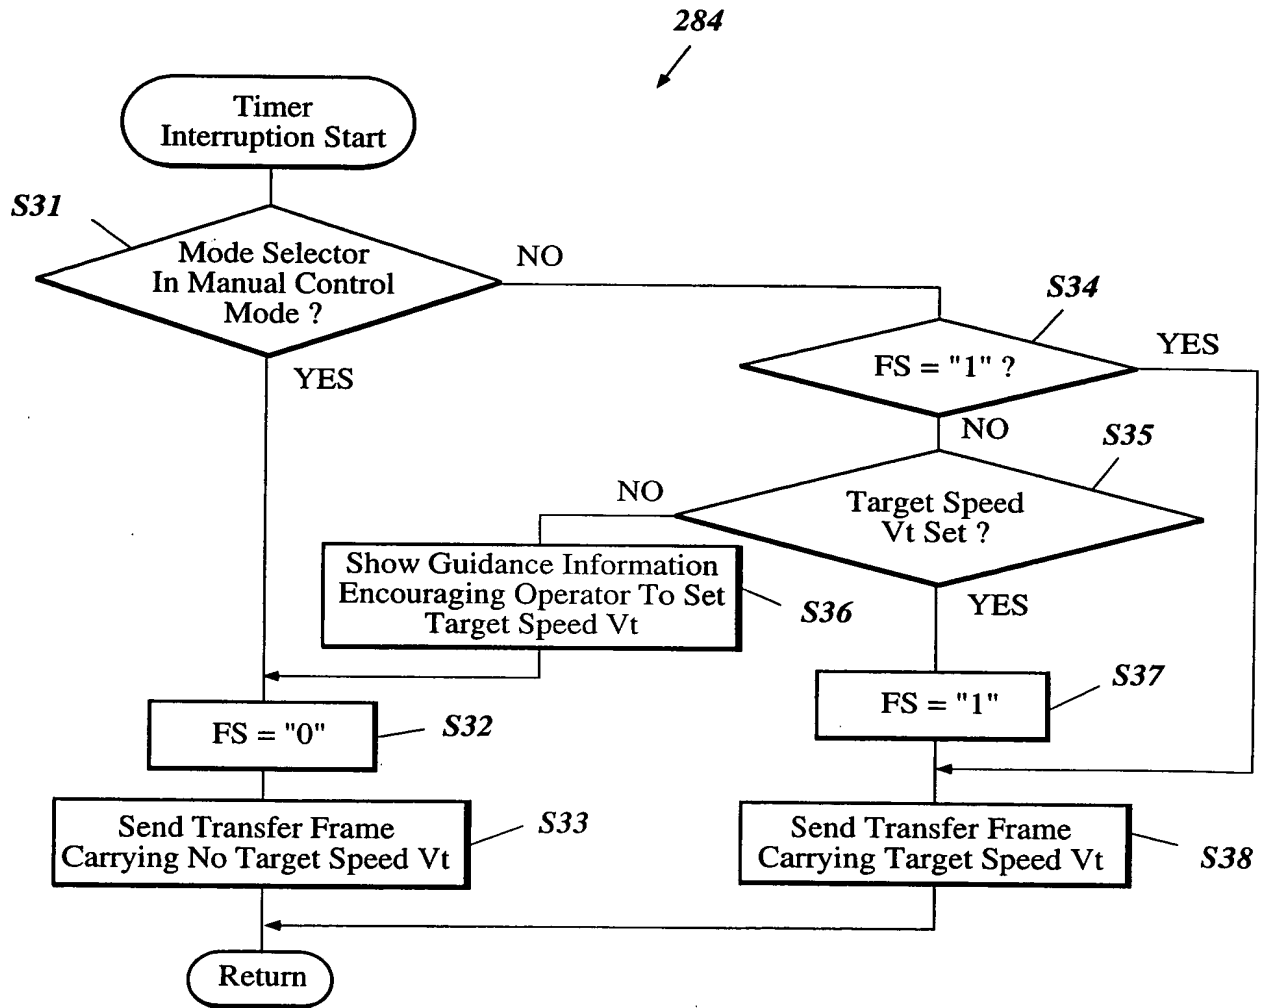 284
Timer
Interruption Start
S31
Mode Selector
In Manual Control
Mode ?
NO
YES
S34
FS = "1" ?
YES
NO
S35
Target Speed
Vt Set ?
NO
YES
Show Guidance Information
Encouraging Operator To Set
Target Speed Vt
S36
S37
FS = "1"
FS = "0"
S32
Send Transfer Frame
Carrying No Target Speed Vt
S33
Send Transfer Frame
Carrying Target Speed Vt
S38
Return